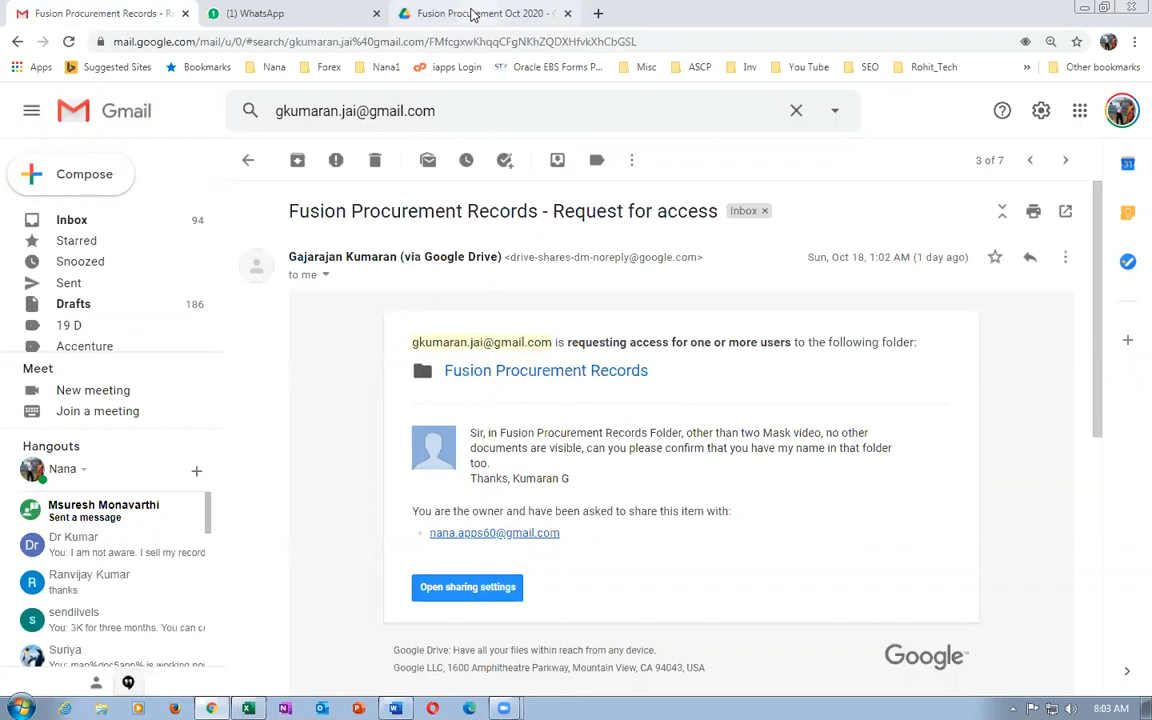 Fusion Procurement Records - Re
(1) WhatsApp
Fusion Procurement Oct 2020 -
mail.google.com/mail/u/0/#search/gkumaran.jai%40gmail.com/FMfcgxwKhqqCFgNKhZQDXHfvkXhCbGSL
Apps Suggested Sites Bookmarks Nana Forex Nana1 iapps Login Oracle EBS Forms P... Misc ASCP Inv You Tube SEO Rohit_Tech » Other bookmarks
Gmail
gkumaran.jai@gmail.com
Compose
3 of 7
Inbox 94
Starred
Snoozed
Sent
Drafts 186
19 D
Accenture
Meet
New meeting
Join a meeting
Hangouts
Nana
Msuresh Monavarthi
Sent a message
Dr Kumar
You: I am not aware. I sell my record
Ranvijay Kumar
thanks
sendilvels
You: 3K for three months. You can c
Suriya
Fusion Procurement Records - Request for access Inbox ×
Gajarajan Kumaran (via Google Drive) <drive-shares-dm-noreply@google.com>
Sun, Oct 18, 1:02 AM (1 day ago)
to me
gkumaran.jai@gmail.com is requesting access for one or more users to the following folder:
Fusion Procurement Records
Sir, in Fusion Procurement Records Folder, other than two Mask video, no other
documents are visible, can you please confirm that you have my name in that folder
too.
Thanks, Kumaran G
You are the owner and have been asked to share this item with:
nana.apps60@gmail.com
Open sharing settings
Google Drive: Have all your files within reach from any device.
Google LLC, 1600 Amphitheatre Parkway, Mountain View, CA 94043, USA
Google
31
8:03 AM